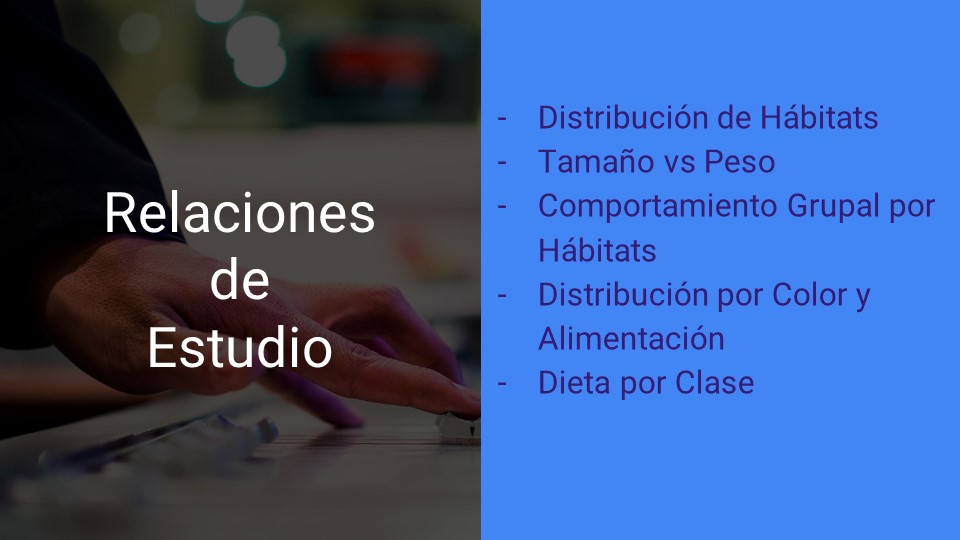 Relaciones
de
Estudio
- Distribución de Hábitats
- Tamaño vs Peso
- Comportamiento Grupal por
Hábitats
- Distribución por Color y
Alimentación
- Dieta por Clase